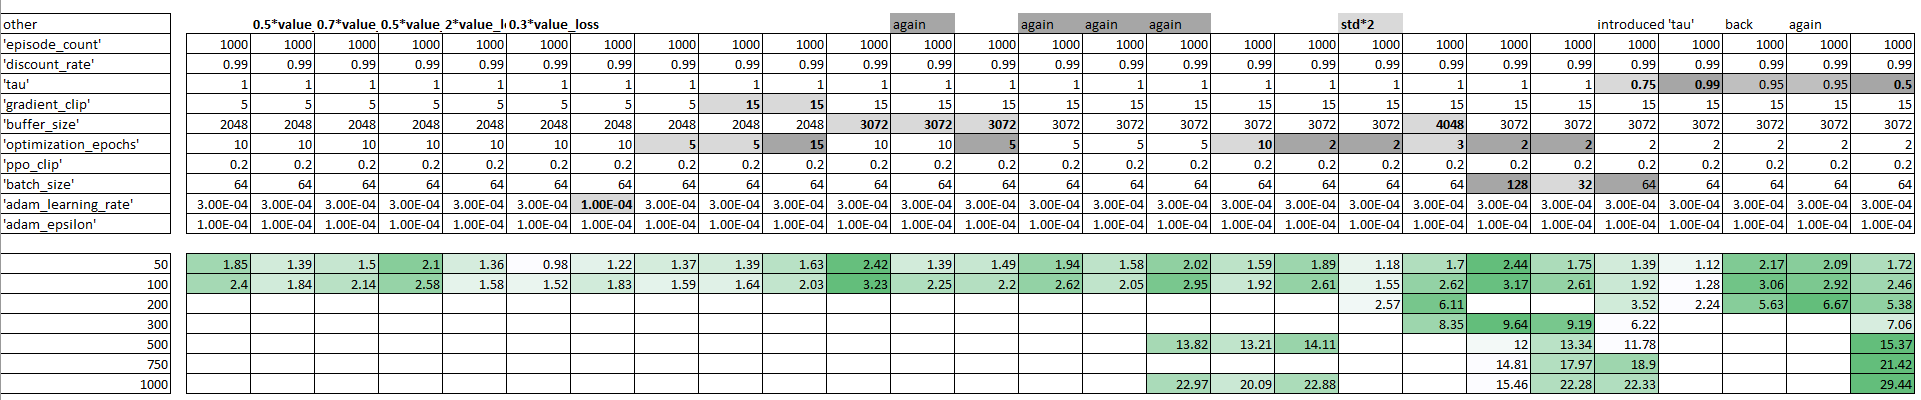 other 0.5*value_ 0.7*value_ 0.5*value_ 2*value_l 0.3*value_loss again again again again std*2 introduced 'tau' back again
'episode_count' 1000 1000 1000 1000 1000 1000 1000 1000 1000 1000 1000 1000 1000 1000 1000 1000 1000 1000 1000 1000 1000 1000 1000 1000 1000 1000 1000
'discount_rate' 0.99 0.99 0.99 0.99 0.99 0.99 0.99 0.99 0.99 0.99 0.99 0.99 0.99 0.99 0.99 0.99 0.99 0.99 0.99 0.99 0.99 0.99 0.99 0.99 0.99 0.99 0.99
'tau' 1 1 1 1 1 1 1 1 1 1 1 1 1 1 1 1 1 1 1 1 1 1 0.75 0.99 0.95 0.95 0.5
'gradient_clip' 5 5 5 5 5 5 5 5 15 15 15 15 15 15 15 15 15 15 15 15 15 15 15 15 15 15 15
'buffer_size' 2048 2048 2048 2048 2048 2048 2048 2048 2048 2048 3072 3072 3072 3072 3072 3072 3072 3072 3072 4048 3072 3072 3072 3072 3072 3072 3072
'optimization_epochs' 10 10 10 10 10 10 10 5 5 15 10 10 5 5 5 5 10 2 2 3 2 2 2 2 2 2 2
'ppo_clip' 0.2 0.2 0.2 0.2 0.2 0.2 0.2 0.2 0.2 0.2 0.2 0.2 0.2 0.2 0.2 0.2 0.2 0.2 0.2 0.2 0.2 0.2 0.2 0.2 0.2 0.2 0.2
'batch_size' 64 64 64 64 64 64 64 64 64 64 64 64 64 64 64 64 64 64 64 64 128 32 64 64 64 64 64
'adam_learning_rate' 3.00E-04 3.00E-04 3.00E-04 3.00E-04 3.00E-04 3.00E-04 1.00E-04 3.00E-04 3.00E-04 3.00E-04 3.00E-04 3.00E-04 3.00E-04 3.00E-04 3.00E-04 3.00E-04 3.00E-04 3.00E-04 3.00E-04 3.00E-04 3.00E-04 3.00E-04 3.00E-04 3.00E-04 3.00E-04 3.00E-04 3.00E-04
'adam_epsilon' 1.00E-04 1.00E-04 1.00E-04 1.00E-04 1.00E-04 1.00E-04 1.00E-04 1.00E-04 1.00E-04 1.00E-04 1.00E-04 1.00E-04 1.00E-04 1.00E-04 1.00E-04 1.00E-04 1.00E-04 1.00E-04 1.00E-04 1.00E-04 1.00E-04 1.00E-04 1.00E-04 1.00E-04 1.00E-04 1.00E-04 1.00E-04
50 1.85 1.39 1.5 2.1 1.36 0.98 1.22 1.37 1.39 1.63 2.42 1.39 1.49 1.94 1.58 2.02 1.59 1.89 1.18 1.7 2.44 1.75 1.39 1.12 2.17 2.09 1.72
100 2.4 1.84 2.14 2.58 1.58 1.52 1.83 1.59 1.64 2.03 3.23 2.25 2.2 2.62 2.05 2.95 1.92 2.61 1.55 2.62 3.17 2.61 1.92 1.28 3.06 2.92 2.46
200 2.57 6.11 3.52 2.24 5.63 6.67 5.38
300 8.35 9.64 9.19 6.22 7.06
500 13.82 13.21 14.11 12 13.34 11.78 15.37
750 14.81 17.97 18.9 21.42
1000 22.97 20.09 22.88 15.46 22.28 22.33 29.44